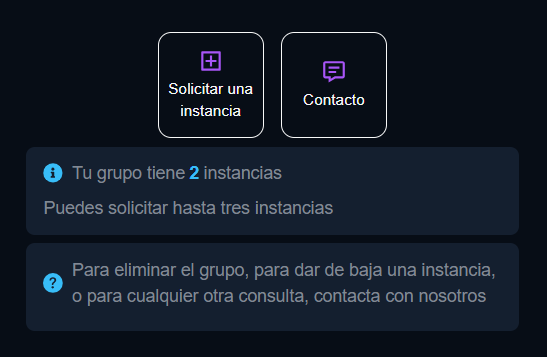 Solicitar una
instancia
Contacto
Tu grupo tiene 2 instancias
Puedes solicitar hasta tres instancias
Para eliminar el grupo, para dar de baja una instancia,
o para cualquier otra consulta, contacta con nosotros